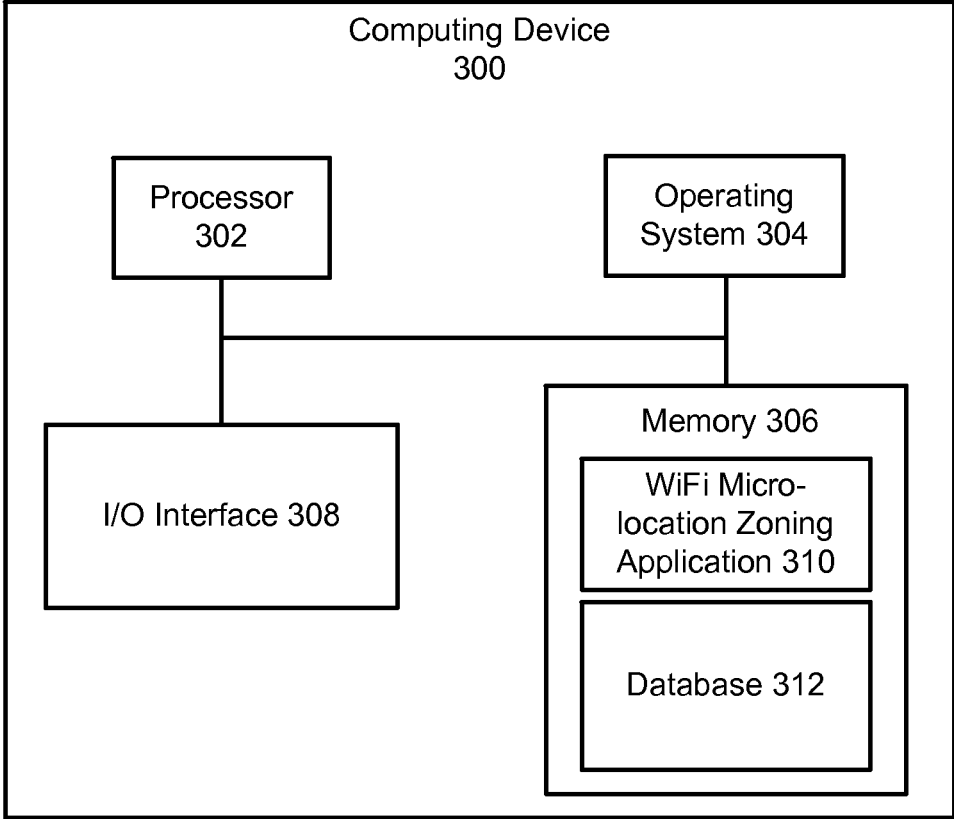 Computing Device
300
Processor
302
Operating
System 304
I/O Interface 308
Memory 306
WiFi Micro-
location Zoning
Application 310
Database 312